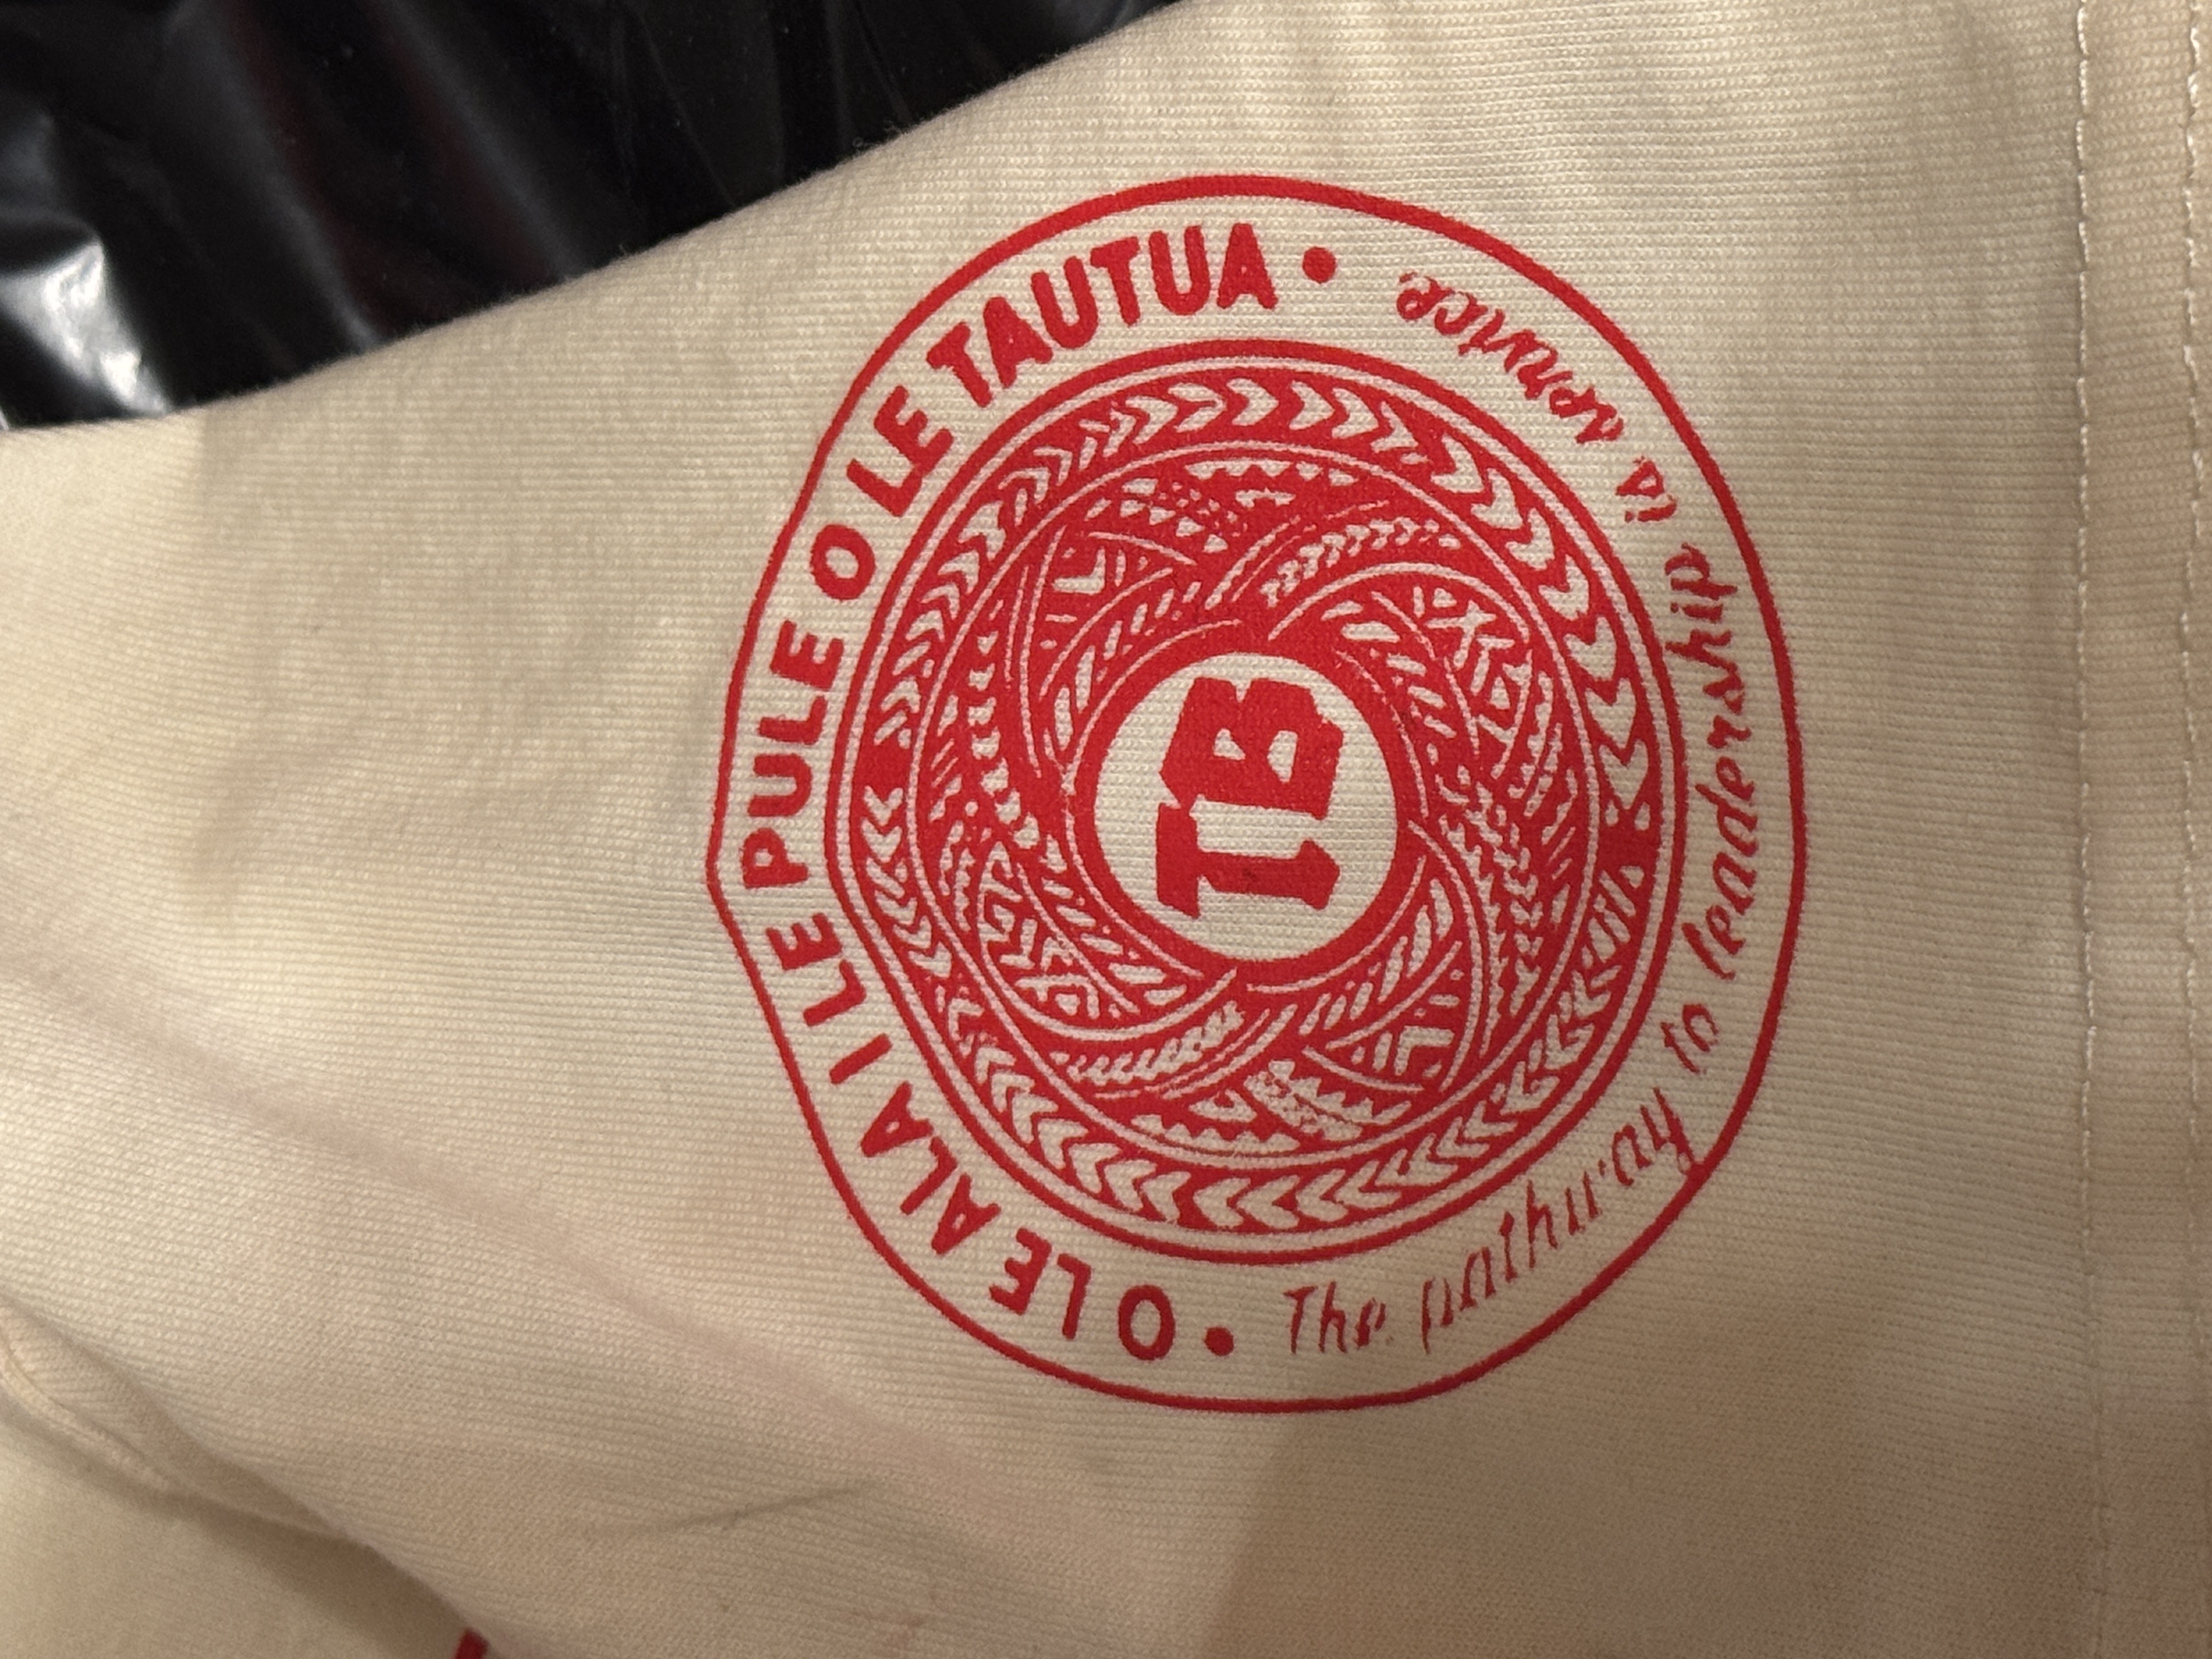 O LE ALA I LE PULE O LE TAUTUA
The pathway to leadership is service
TB